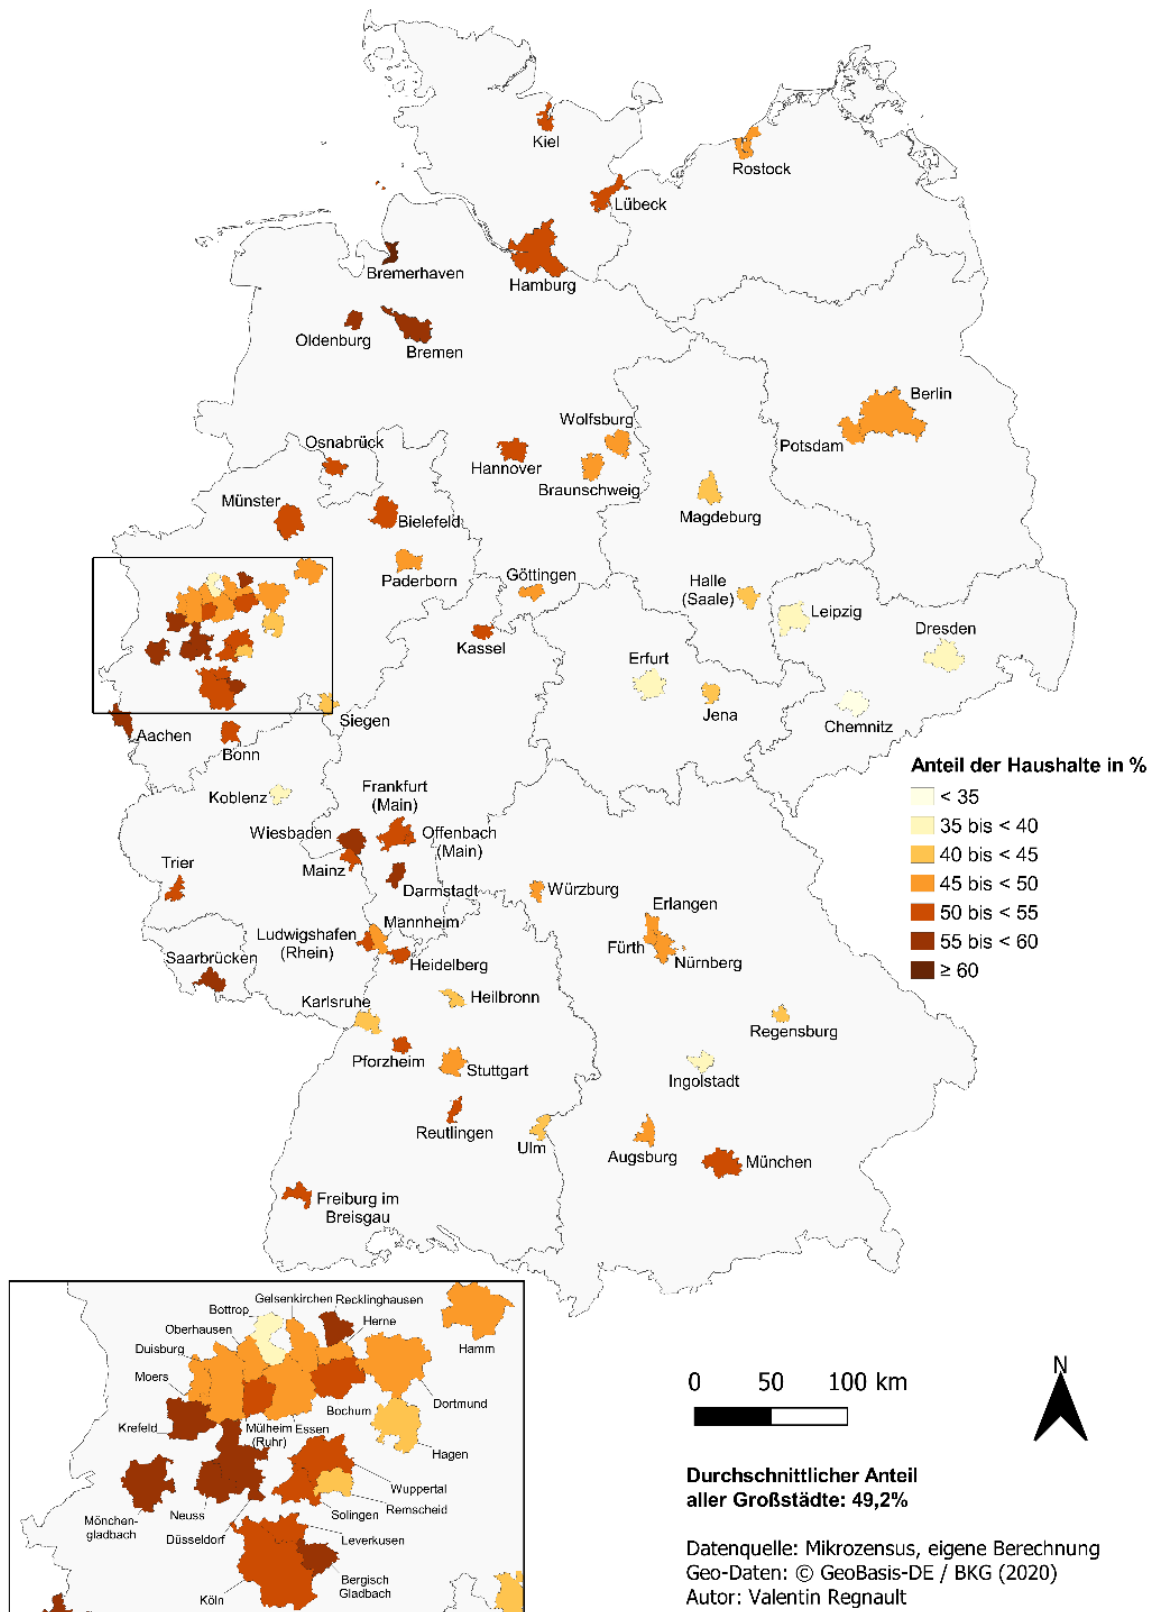 Kiel
Rostock
Lübeck
Bremerhaven
Hamburg
Oldenburg
Bremen
Berlin
Wolfsburg
Potsdam
Osnabrück
Hannover
Braunschweig
Münster
Bielefeld
Magdeburg
Paderborn
Göttingen
Halle
(Saale)
Leipzig
Dresden
Kassel
Erfurt
Jena
Chemnitz
Siegen
Aachen
Bonn
Koblenz
Frankfurt
(Main)
Wiesbaden
Offenbach
(Main)
Mainz
Trier
Darmstadt
Würzburg
Mannheim
Erlangen
Ludwigshafen
(Rhein)
Fürth
Nürnberg
Saarbrücken
Heidelberg
Karlsruhe
Heilbronn
Regensburg
Pforzheim
Stuttgart
Ingolstadt
Reutlingen
Ulm
Augsburg
München
Freiburg im
Breisgau
Anteil der Haushalte in %
< 35
35 bis < 40
40 bis < 45
45 bis < 50
50 bis < 55
55 bis < 60
≥ 60
Gelsenkirchen
Recklinghausen
Bottrop
Oberhausen
Herne
Duisburg
Hamm
Moers
Dortmund
Bochum
Krefeld
Mülheim
(Ruhr)
Essen
Hagen
Wuppertal
Remscheid
Neuss
Solingen
Mönchen-
gladbach
Düsseldorf
Leverkusen
Bergisch
Gladbach
Köln
0 50 100 km
N
Durchschnittlicher Anteil
aller Großstädte: 49,2%
Datenquelle: Mikrozensus, eigene Berechnung
Geo-Daten: © GeoBasis-DE / BKG (2020)
Autor: Valentin Regnault